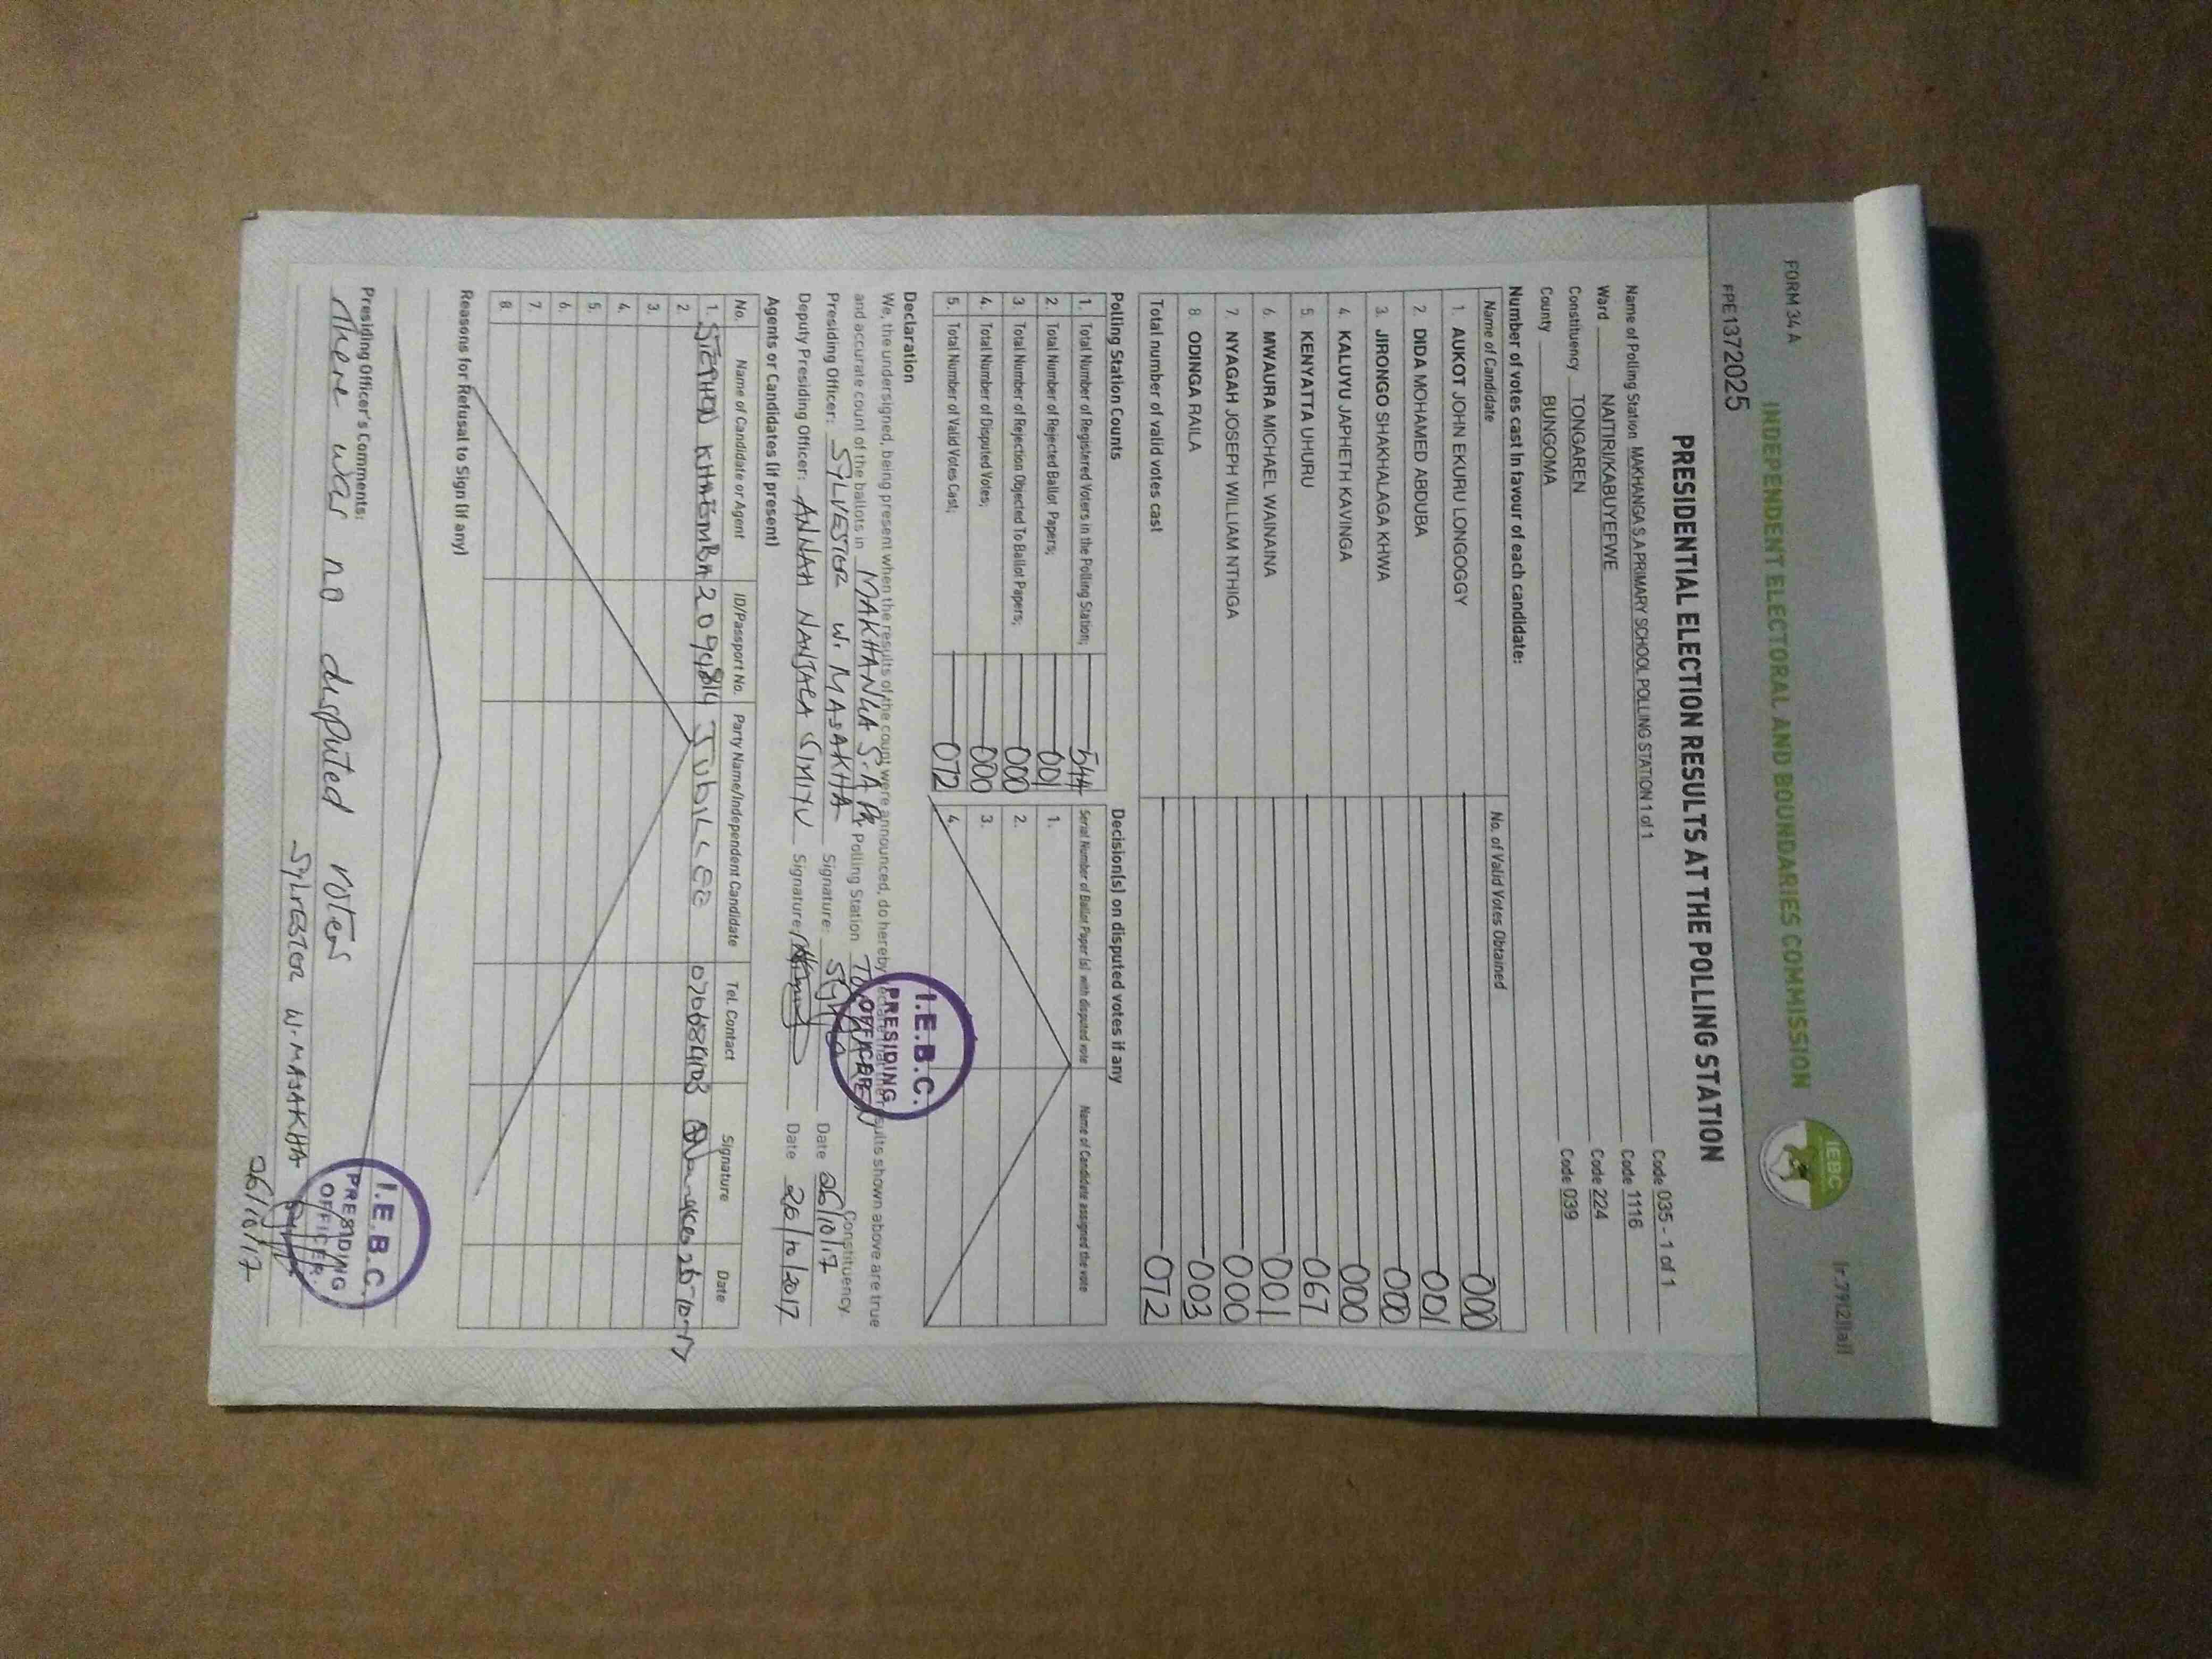 FORM 34A
INDEPENDENT ELECTORAL AND BOUNDARIES COMMISSION
IEBC
FPE1372025
PRESIDENTIAL ELECTION RESULTS AT THE POLLING STATION
Name of Polling Station MAKHANGA S A PRIMARY SCHOOL POLLING STATION 1 of 1 Code 035 - 1 of 1
Ward NAITIRI/KABUYEFWE Code 1116
Constituency TONGAREN Code 224
County BUNGOMA Code 039
Number of votes cast in favour of each candidate:
Name of Candidate No. of Valid Votes Obtained
1. AUKOT JOHN EKURU LONGOGGY 000
2. DIDA MOHAMED ABDUBA 001
3. JIRONGO SHAKHALAGA KHWA 000
4. KALUYU JAPHETH KAVINGA 000
5. KENYATTA UHURU 067
6. MWAURA MICHAEL WAINAINA 001
7. NYAGAH JOSEPH WILLIAM NTHIGA 000
8. ODINGA RAILA 003
Total number of valid votes cast 072
Polling Station Counts
1. Total Number of Registered Voters in the Polling Station; 544
2. Total Number of Rejected Ballot Papers; 001
3. Total Number of Rejection Objected To Ballot Papers; 000
4. Total Number of Disputed Votes; 000
5. Total Number of Valid Votes Cast; 072
Decision(s) on disputed votes if any
Serial Number of Ballot Paper (s) with disputed vote Name of Candidate assigned the vote
1.
2.
3.
4.
Declaration
We, the undersigned, being present when the results of the count were announced, do hereby declare that the results shown above are true
and accurate count of the ballots in MAKHANGA S.A PR Polling Station TONGAREN Constituency.
Presiding Officer: SYLVESTER W. MASAKHA Signature: Date 26/10/17
Deputy Presiding Officer: ANNAH NANJALA SIMIYU Signature: Date 26/10/2017
I.E.B.C.
PRESIDING
OFFICER
Agents or Candidates (if present)
No. Name of Candidate or Agent ID/Passport No. Party Name/Independent Candidate Tel. Contact Signature Date
1. STEPHEN JUBILEE
2.
3.
4.
5.
6.
7.
8.
Reasons for Refusal to Sign (if any)
Presiding Officer's Comments:
There was no disputed votes
SYLVESTER W. MASAKHA
26/10/17
I.E.B.C.
PRESIDING
OFFICER